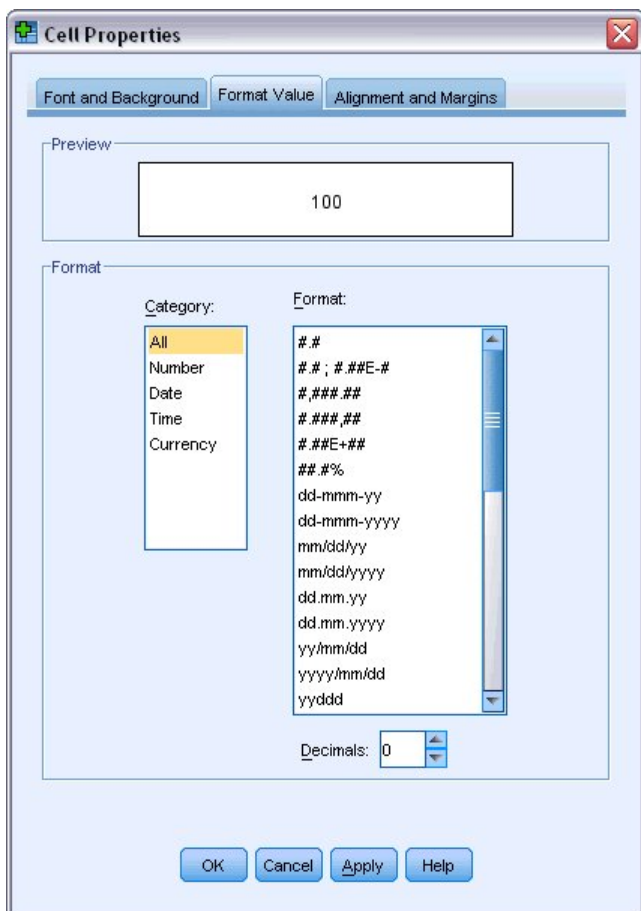 Cell Properties
Font and Background
Format Value
Alignment and Margins
Preview
100
Format
Category:
All
Number
Date
Time
Currency
Format:
#.#
#.# ; #.##E-#
#,###.##
#.###,##
#.##E+##
##.#%
dd-mmm-yy
dd-mmm-yyyy
mm/dd/yy
mm/dd/yyyy
dd.mm.yy
dd.mm.yyyy
yy/mm/dd
yyyy/mm/dd
yyddd
Decimals: 0
OK
Cancel
Apply
Help